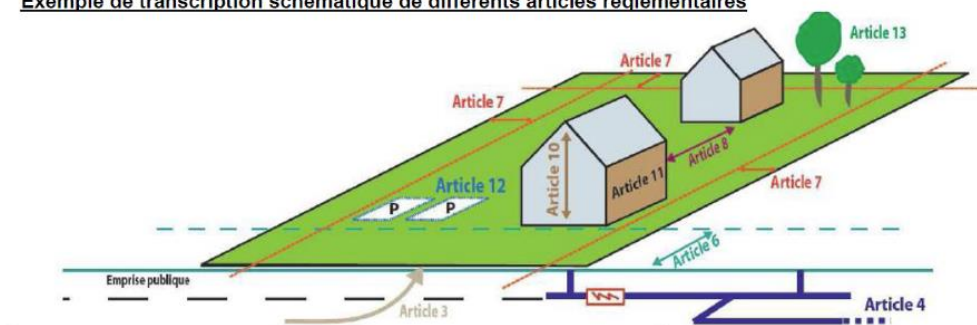 Exemple de transcription schématique de différents articles réglementaires
Article 13
Article 7
Article 7
Article 10
Article 8
Article 11
Article 12
Article 7
P
P
Article 6
Emprise publique
Article 3
Article 4